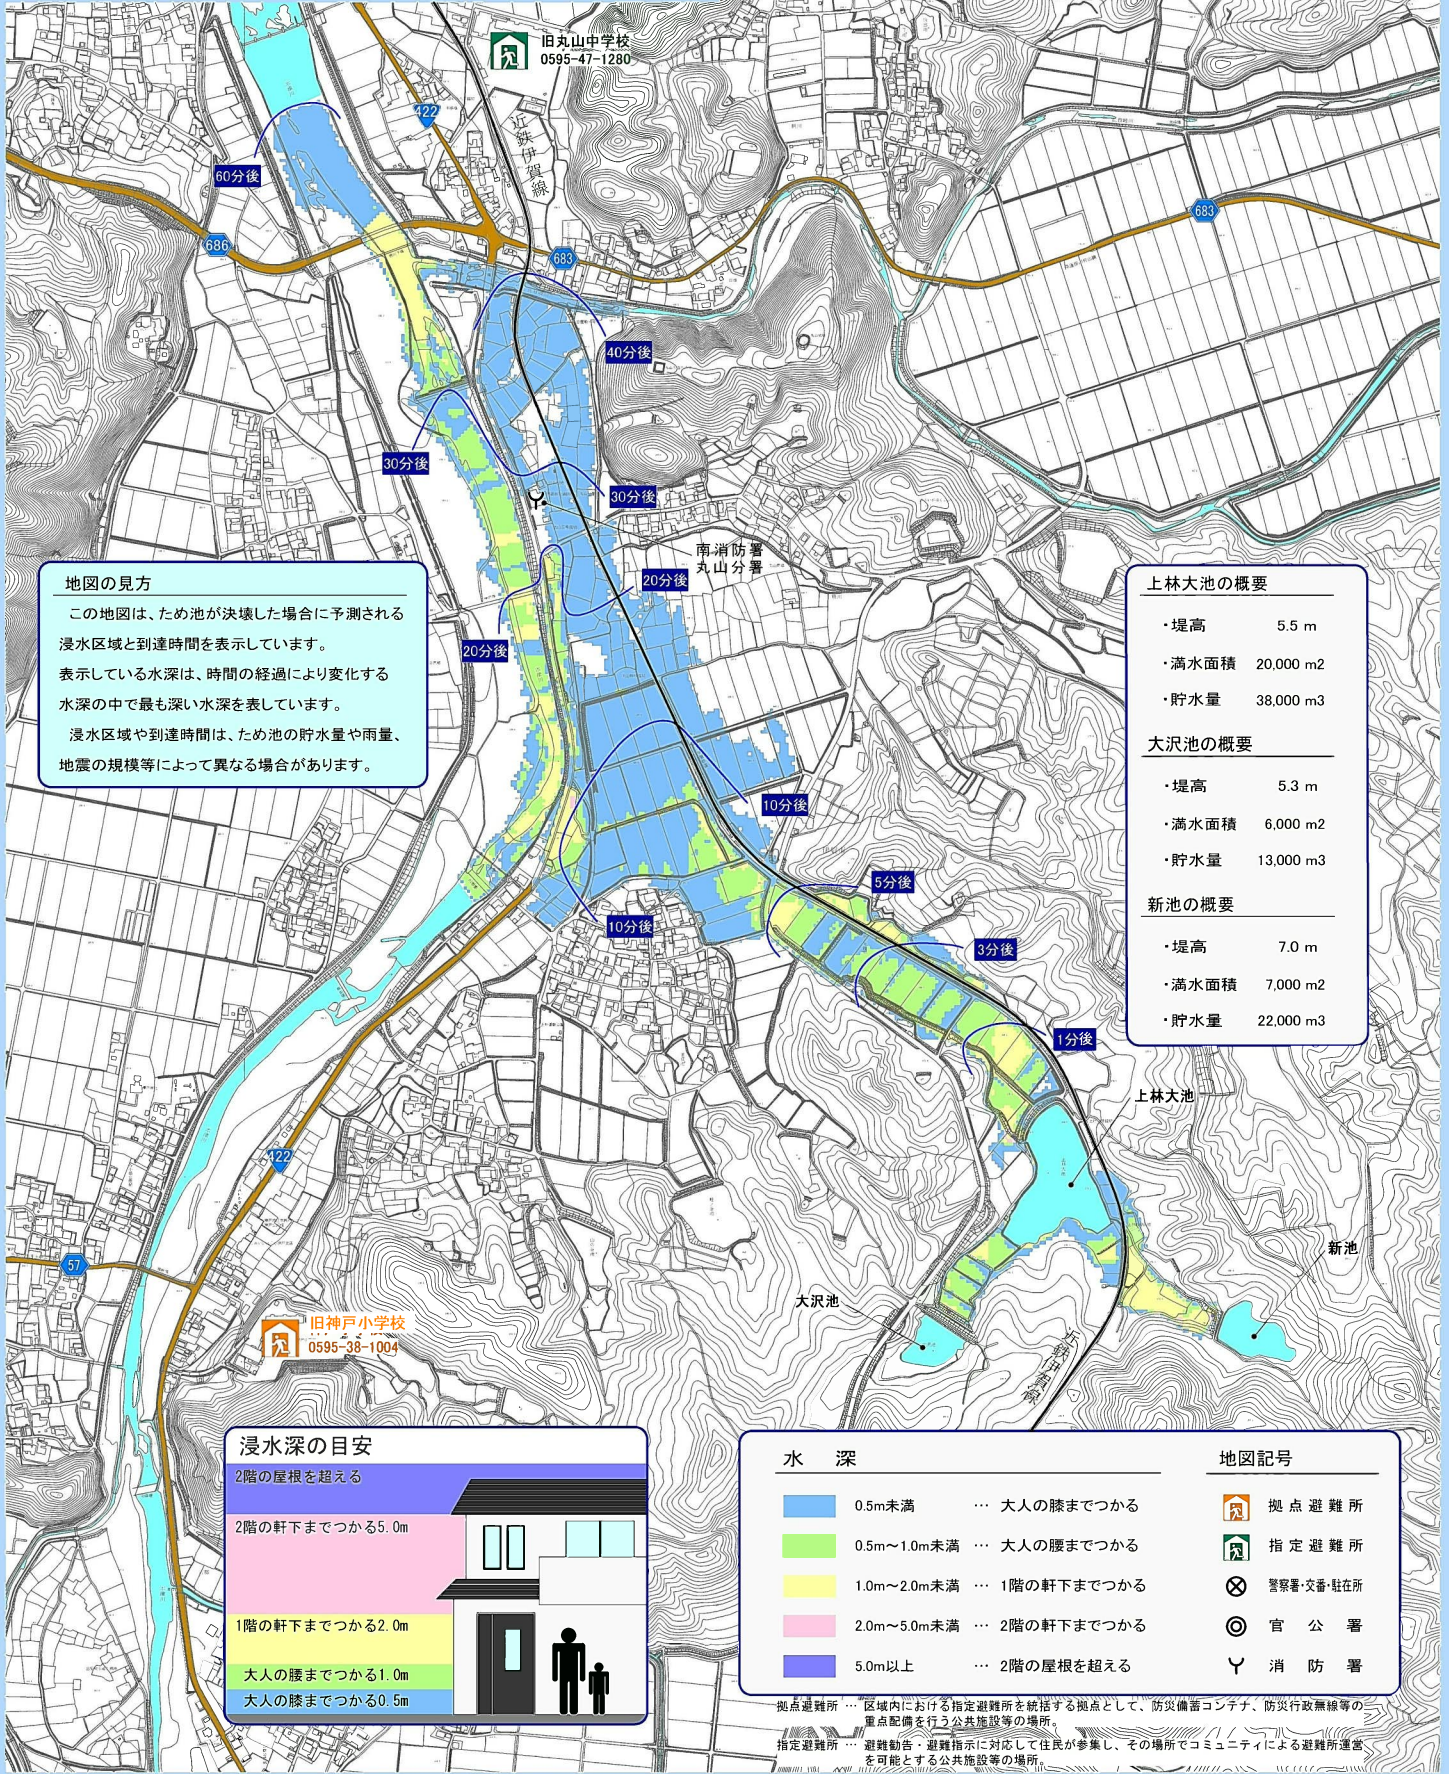 旧丸山中学校
0595-47-1280
422
近鉄伊賀線
60分後
686
683
683
40分後
30分後
30分後
南消防署
丸山分署
20分後
20分後
地図の見方
この地図は、ため池が決壊した場合に予測される
浸水区域と到達時間を表示しています。
表示している水深は、時間の経過により変化する
水深の中で最も深い水深を表しています。
浸水区域や到達時間は、ため池の貯水量や雨量、
地震の規模等によって異なる場合があります。
上林大池の概要
・堤高 5.5 m
・満水面積 20,000 m2
・貯水量 38,000 m3
大沢池の概要
・堤高 5.3 m
・満水面積 6,000 m2
・貯水量 13,000 m3
新池の概要
・堤高 7.0 m
・満水面積 7,000 m2
・貯水量 22,000 m3
10分後
5分後
10分後
3分後
1分後
上林大池
422
新池
57
大沢池
旧神戸小学校
0595-38-1004
近鉄伊賀線
浸水深の目安
2階の屋根を超える
2階の軒下までつかる5.0m
1階の軒下までつかる2.0m
大人の腰までつかる1.0m
大人の膝までつかる0.5m
水 深
0.5m未満 … 大人の膝までつかる
0.5m～1.0m未満 … 大人の腰までつかる
1.0m～2.0m未満 … 1階の軒下までつかる
2.0m～5.0m未満 … 2階の軒下までつかる
5.0m以上 … 2階の屋根を超える
地図記号
拠点避難所
指定避難所
警察署・交番・駐在所
官公署
消防署
拠点避難所 … 区域内における指定避難所を統括する拠点として、防災備蓄コンテナ、防災行政無線等の
重点配備を行う公共施設等の場所。
指定避難所 … 避難勧告・避難指示に対応して住民が参集し、その場所でコミュニティによる避難所運営
を可能とする公共施設等の場所。